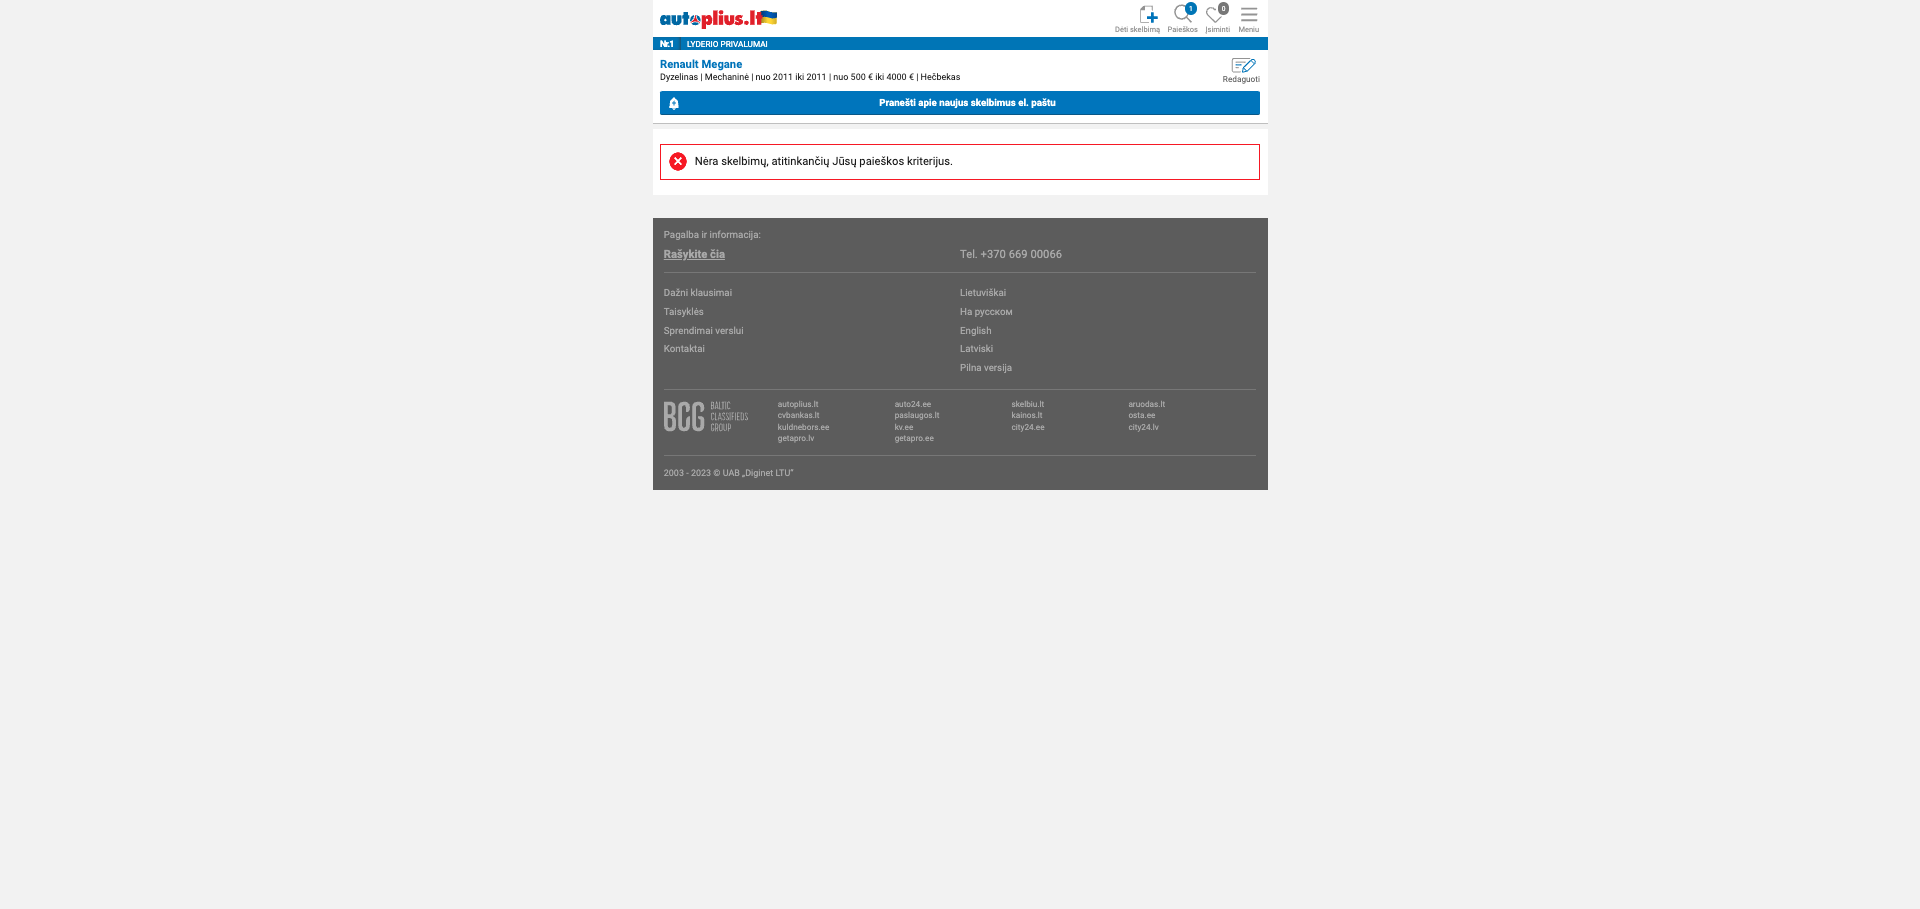 autoplius.lt
1
0
Dėti skelbimą
Paieškos
Įsiminti
Meniu
Nr.1 LYDERIO PRIVALUMAI
Renault Megane
Dyzelinas | Mechaninė | nuo 2011 iki 2011 | nuo 500 € iki 4000 € | Hečbekas
Redaguoti
Pranešti apie naujus skelbimus el. paštu
Nėra skelbimų, atitinkančių Jūsų paieškos kriterijus.
Pagalba ir informacija:
Rašykite čia
Tel. +370 669 00066
Dažni klausimai
Taisyklės
Sprendimai verslui
Kontaktai
Lietuviškai
На русском
English
Latviski
Pilna versija
BCG
BALTIC
CLASSIFIEDS
GROUP
autoplius.lt
cvbankas.lt
kuldnebors.ee
getapro.lv
auto24.ee
paslaugos.lt
kv.ee
getapro.ee
skelbiu.lt
kainos.lt
city24.ee
aruodas.lt
osta.ee
city24.lv
2003 - 2023 © UAB „Diginet LTU“